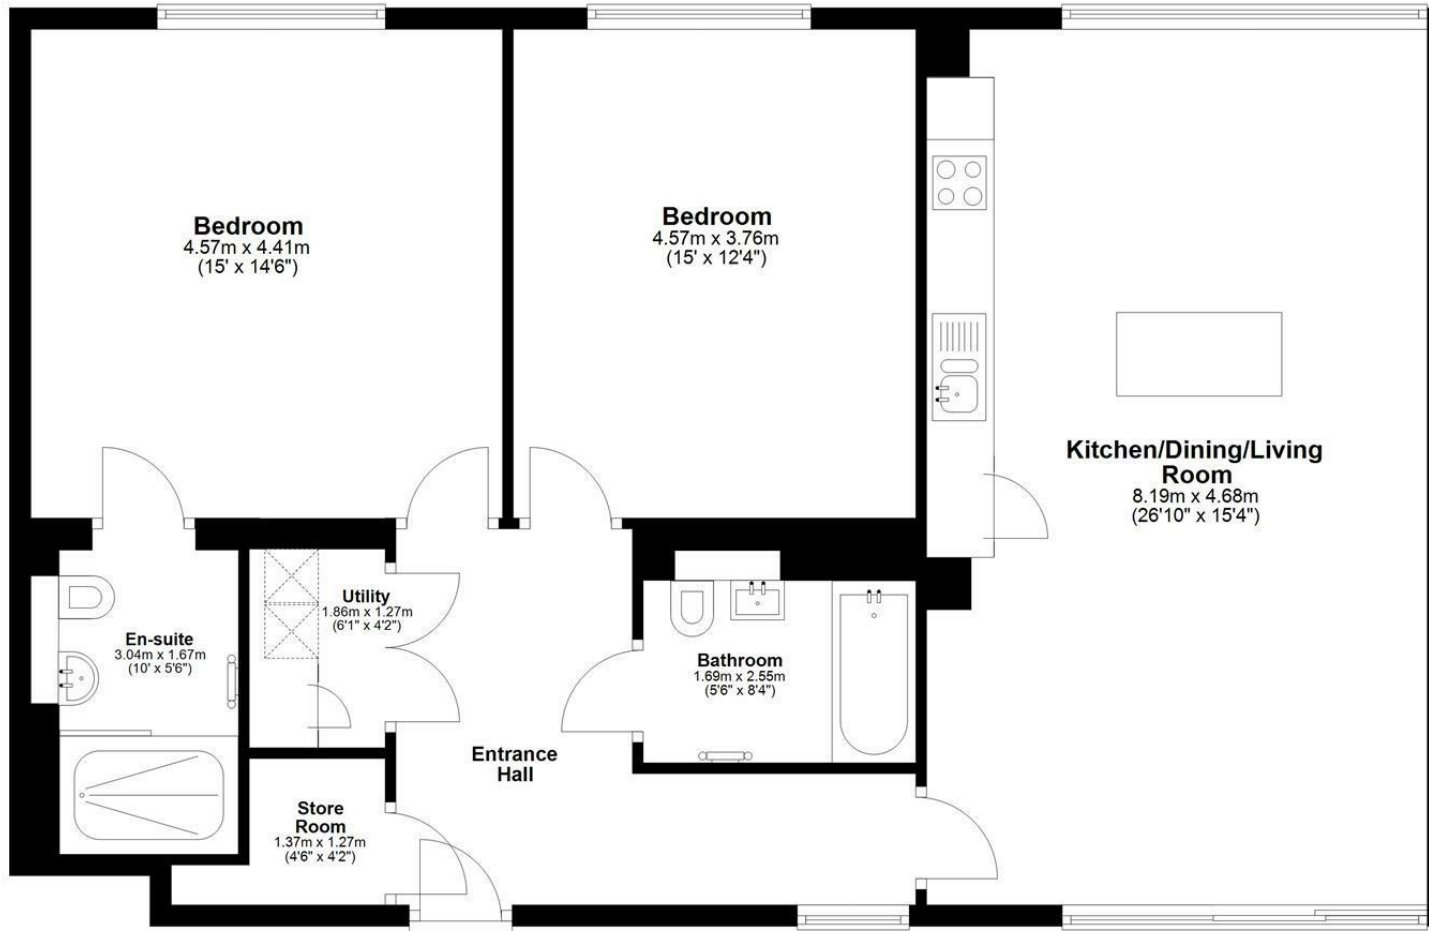 Bedroom
4.57m x 4.41m
(15' x 14'6")
Bedroom
4.57m x 3.76m
(15' x 12'4")
Kitchen/Dining/Living
Room
8.19m x 4.68m
(26'10" x 15'4")
Utility
1.86m x 1.27m
(6'1" x 4'2")
En-suite
3.04m x 1.67m
(10' x 5'6")
Bathroom
1.69m x 2.55m
(5'6" x 8'4")
Entrance
Hall
Store
Room
1.37m x 1.27m
(4'6" x 4'2")